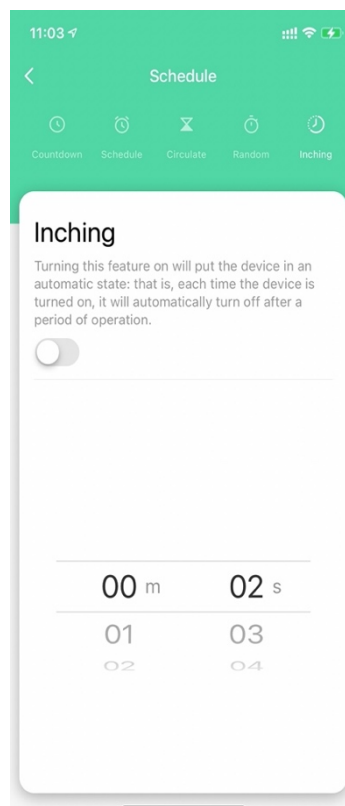 11:03
Schedule
Countdown Schedule Circulate Random Inching
Inching
Turning this feature on will put the device in an
automatic state: that is, each time the device is
turned on, it will automatically turn off after a
period of operation.
00 m 02 s
01 03
02 04